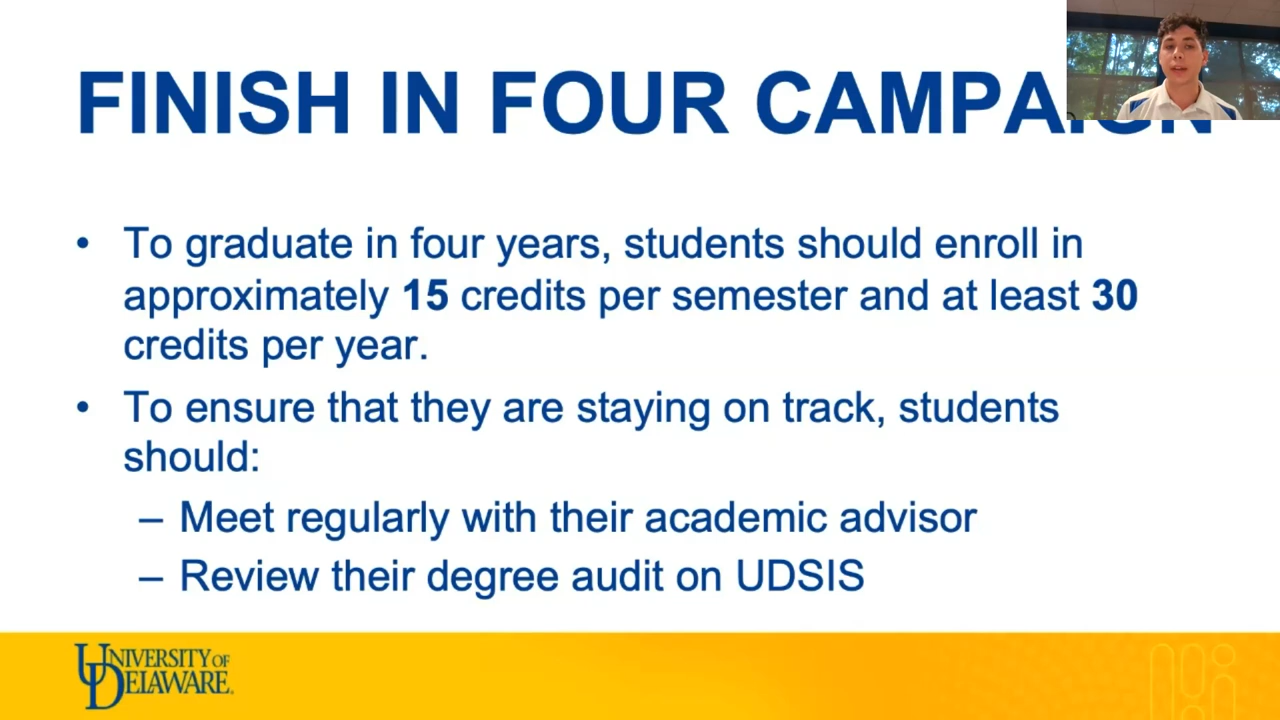 FINISH IN FOUR CAMPAIGN
• To graduate in four years, students should enroll in
approximately 15 credits per semester and at least 30
credits per year.
• To ensure that they are staying on track, students
should:
– Meet regularly with their academic advisor
– Review their degree audit on UDSIS
UNIVERSITY OF
DELAWARE.